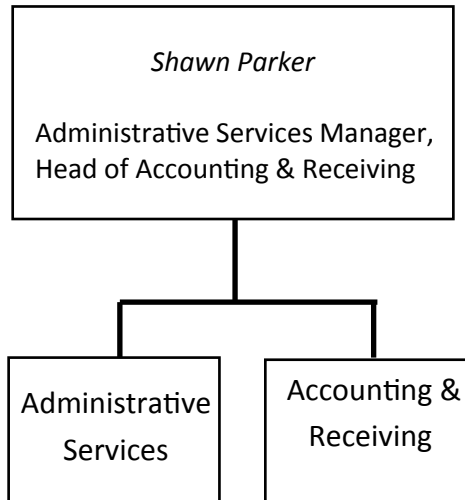 Shawn Parker
Administrative Services Manager,
Head of Accounting & Receiving
Administrative
Services
Accounting &
Receiving